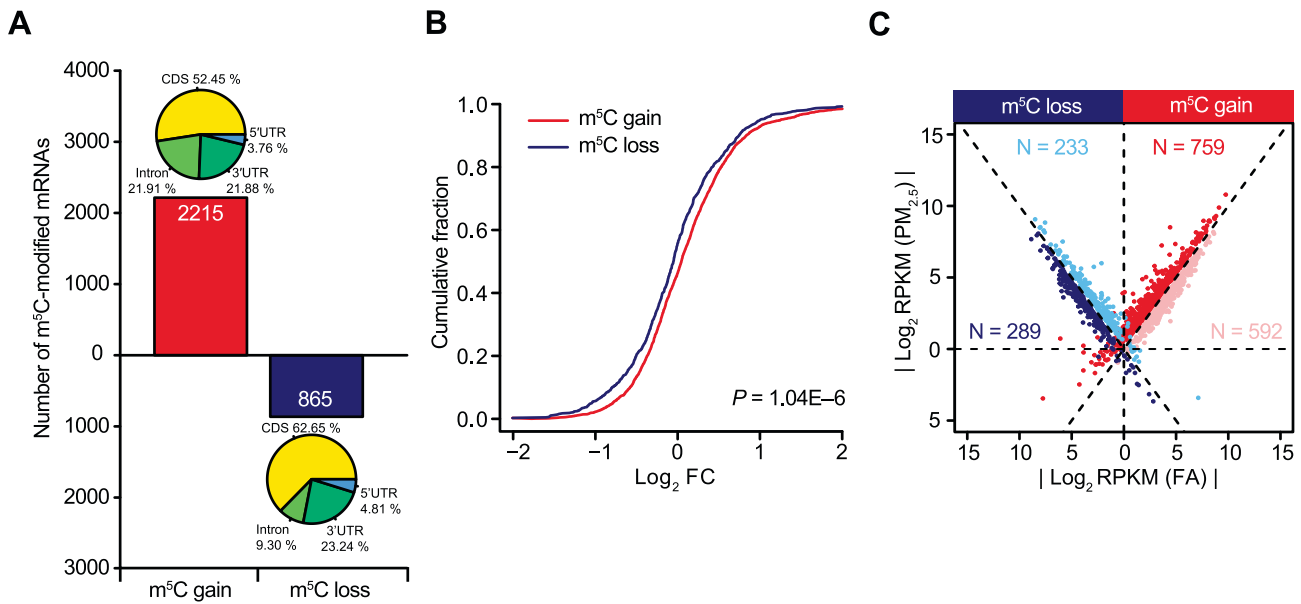 A
Number of m⁵C-modified mRNAs
4000
3000
2000
1000
0
1000
2000
3000
CDS 52.45 %
5′UTR
3.76 %
Intron
21.91 %
3′UTR
21.88 %
2215
865
CDS 62.65 %
5′UTR
4.81 %
Intron
9.30 %
3′UTR
23.24 %
m⁵C gain
m⁵C loss
B
Cumulative fraction
1.0
0.8
0.6
0.4
0.2
0.0
m⁵C gain
m⁵C loss
P = 1.04E–6
−2
−1
0
1
2
Log₂ FC
C
m⁵C loss
m⁵C gain
| Log₂ RPKM (PM₂.₅) |
15
10
5
0
5
N = 233
N = 759
N = 289
N = 592
15
10
5
0
5
10
15
| Log₂ RPKM (FA) |